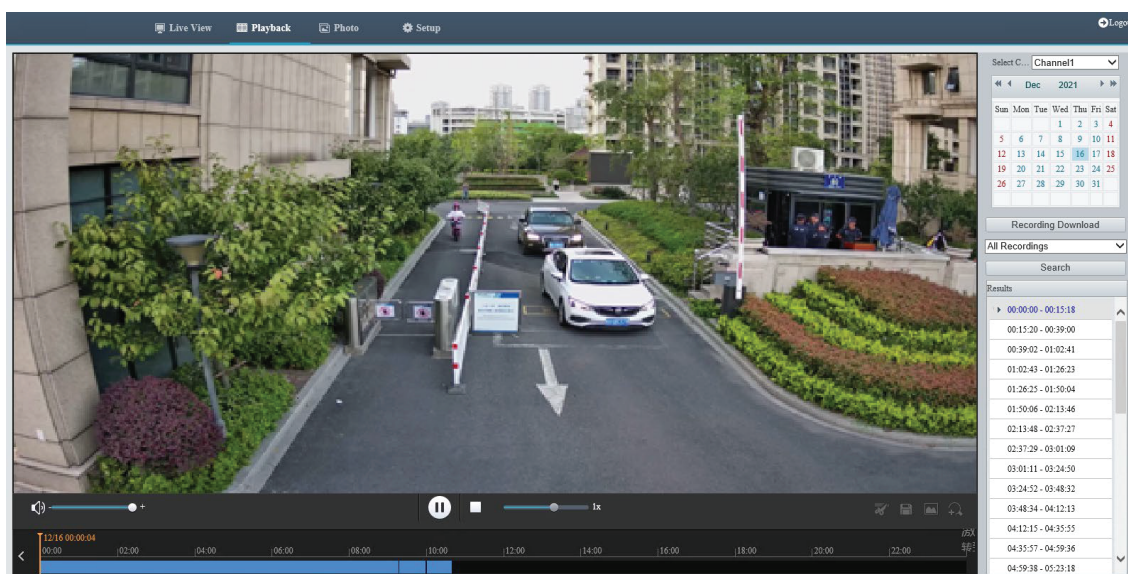 Live View Playback Photo Setup Logo
Select C... Channel1
Dec 2021
Sun Mon Tue Wed Thu Fri Sat
1 2 3 4
5 6 7 8 9 10 11
12 13 14 15 16 17 18
19 20 21 22 23 24 25
26 27 28 29 30 31
Recording Download
All Recordings
Search
Results
00:00:00 - 00:15:18
00:15:20 - 00:39:00
00:39:02 - 01:02:41
01:02:43 - 01:26:23
01:26:25 - 01:50:04
01:50:06 - 02:13:46
02:13:48 - 02:37:27
02:37:29 - 03:01:09
03:01:11 - 03:24:50
03:24:52 - 03:48:32
03:48:34 - 04:12:13
04:12:15 - 04:35:55
04:35:57 - 04:59:36
04:59:38 - 05:23:18
- + 1x
12/16 00:00:04
00:00 02:00 04:00 06:00 08:00 10:00 12:00 14:00 16:00 18:00 20:00 22:00